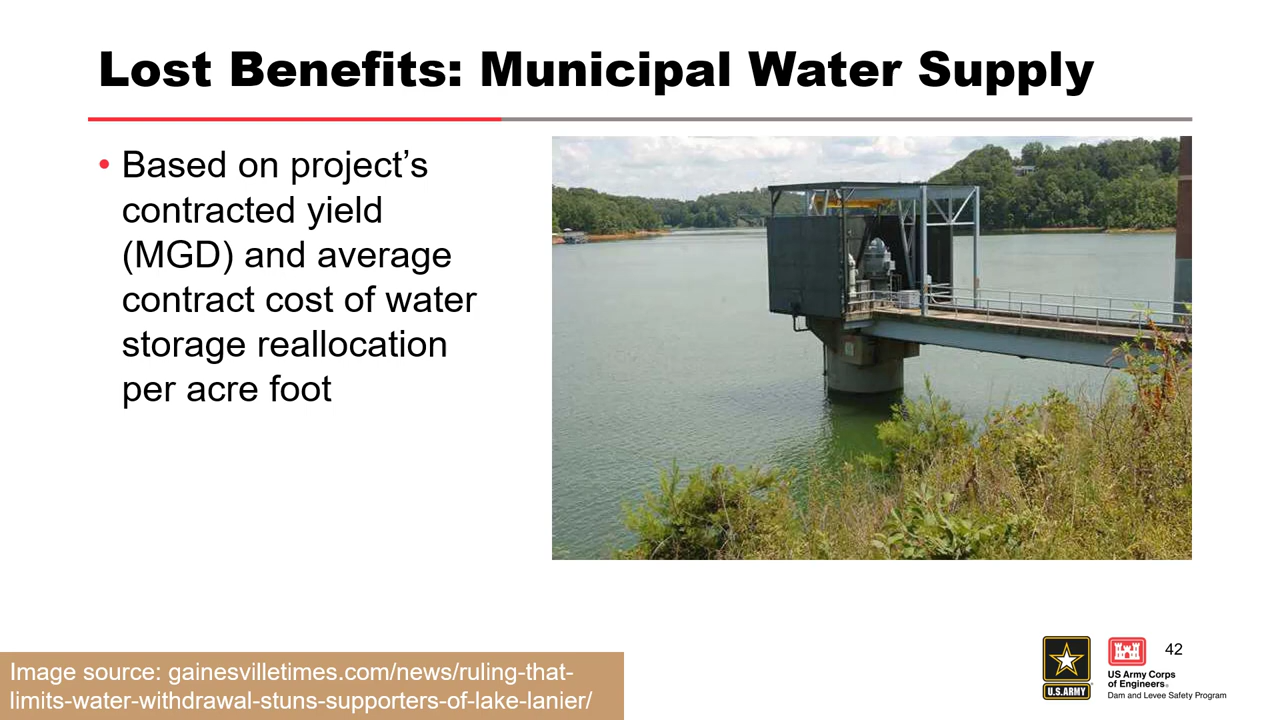 Lost Benefits: Municipal Water Supply
• Based on project’s
contracted yield
(MGD) and average
contract cost of water
storage reallocation
per acre foot
Image source: gainesvilletimes.com/news/ruling-that-
limits-water-withdrawal-stuns-supporters-of-lake-lanier/
U.S.ARMY
42
US Army Corps
of Engineers®
Dam and Levee Safety Program